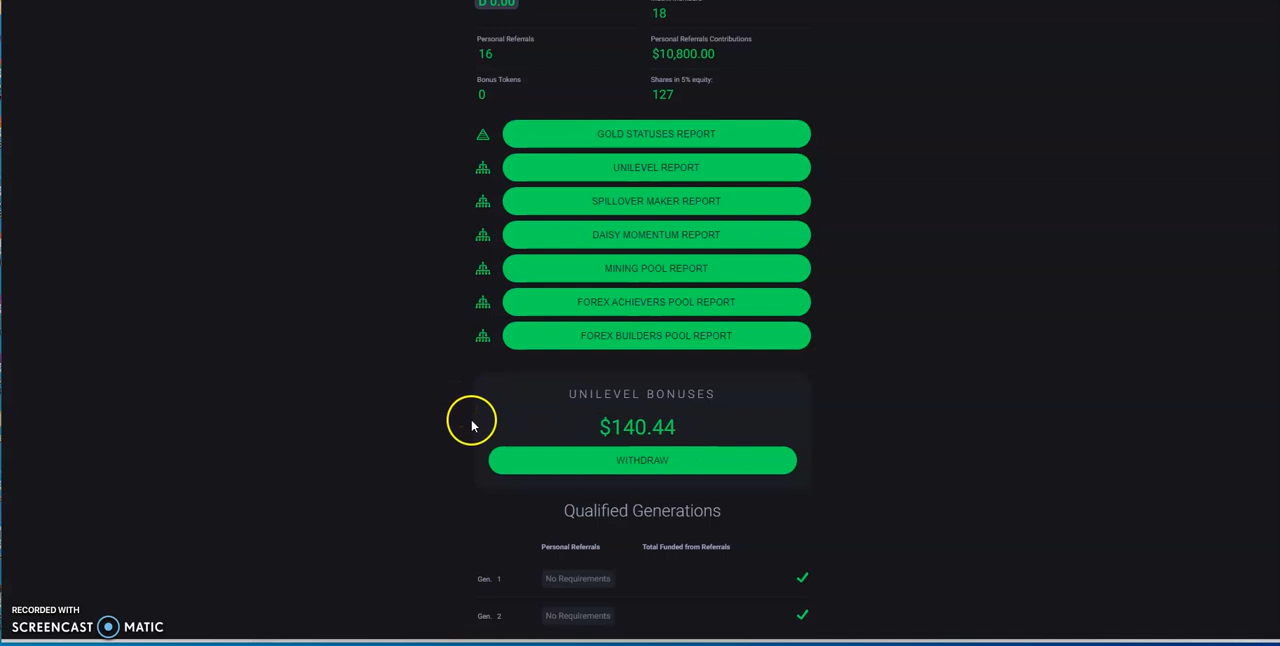 D 0.00
18
Personal Referrals
Personal Referrals Contributions
16
$10,800.00
Bonus Tokens
Shares in 5% equity:
0
127
GOLD STATUSES REPORT
UNILEVEL REPORT
SPILLOVER MAKER REPORT
DAISY MOMENTUM REPORT
MINING POOL REPORT
FOREX ACHIEVERS POOL REPORT
FOREX BUILDERS POOL REPORT
UNILEVEL BONUSES
$140.44
WITHDRAW
Qualified Generations
Personal Referrals
Total Funded from Referrals
Gen. 1
No Requirements
Gen. 2
No Requirements
RECORDED WITH
SCREENCAST MATIC